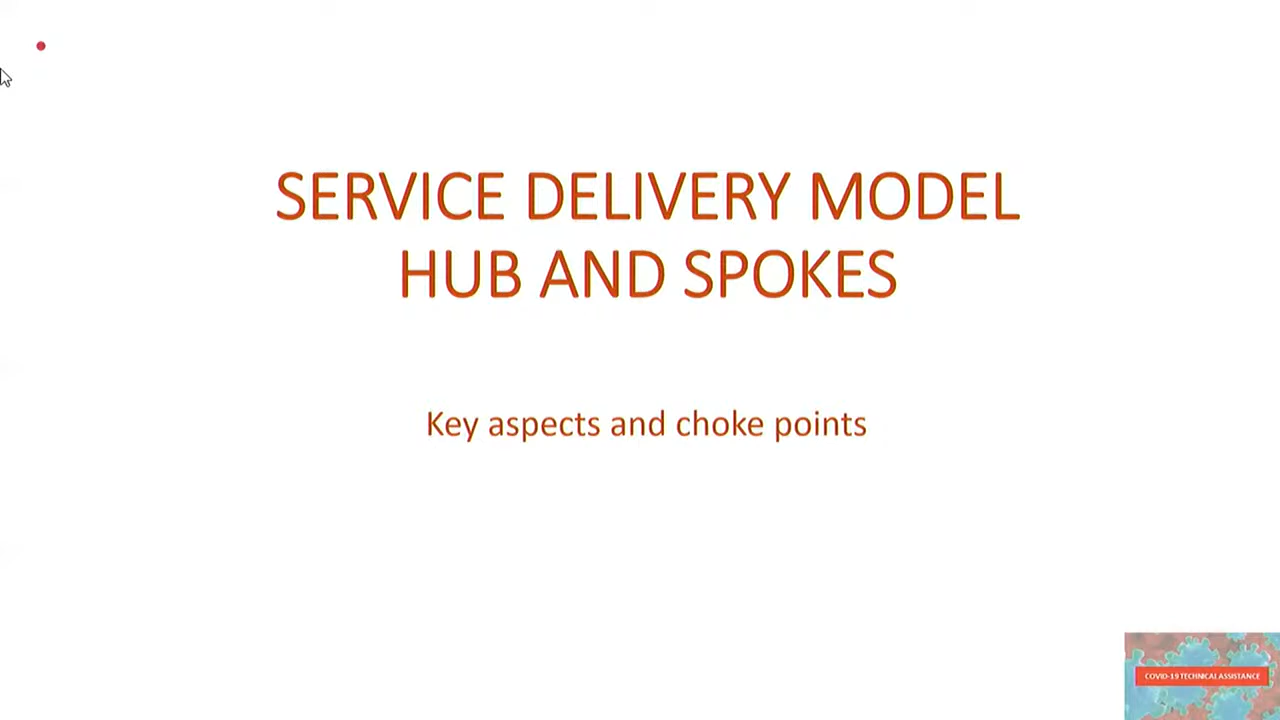 SERVICE DELIVERY MODEL
HUB AND SPOKES
Key aspects and choke points
COVID-19 TECHNICAL ASSISTANCE